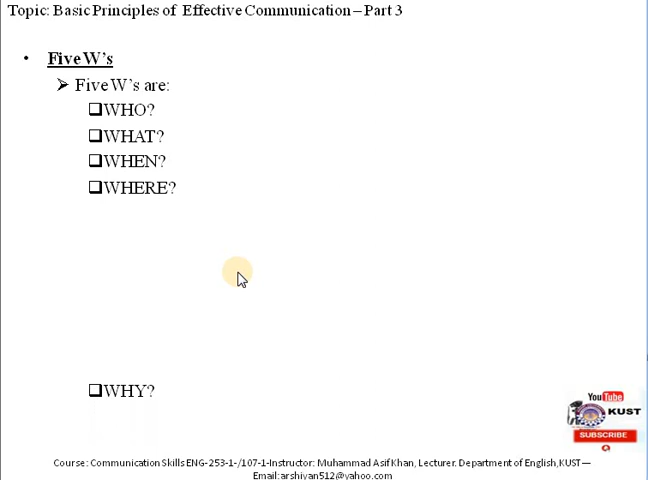 Topic: Basic Principles of Effective Communication – Part 3
• Five W's
➢ Five W's are:
❑WHO?
❑WHAT?
❑WHEN?
❑WHERE?
❑WHY?
YouTube
KUST
SUBSCRIBE
Course: Communication Skills ENG-253-1-/107-1-Instructor: Muhammad Asif Khan, Lecturer. Department of English,KUST—
Email:arshiyan512@yahoo.com